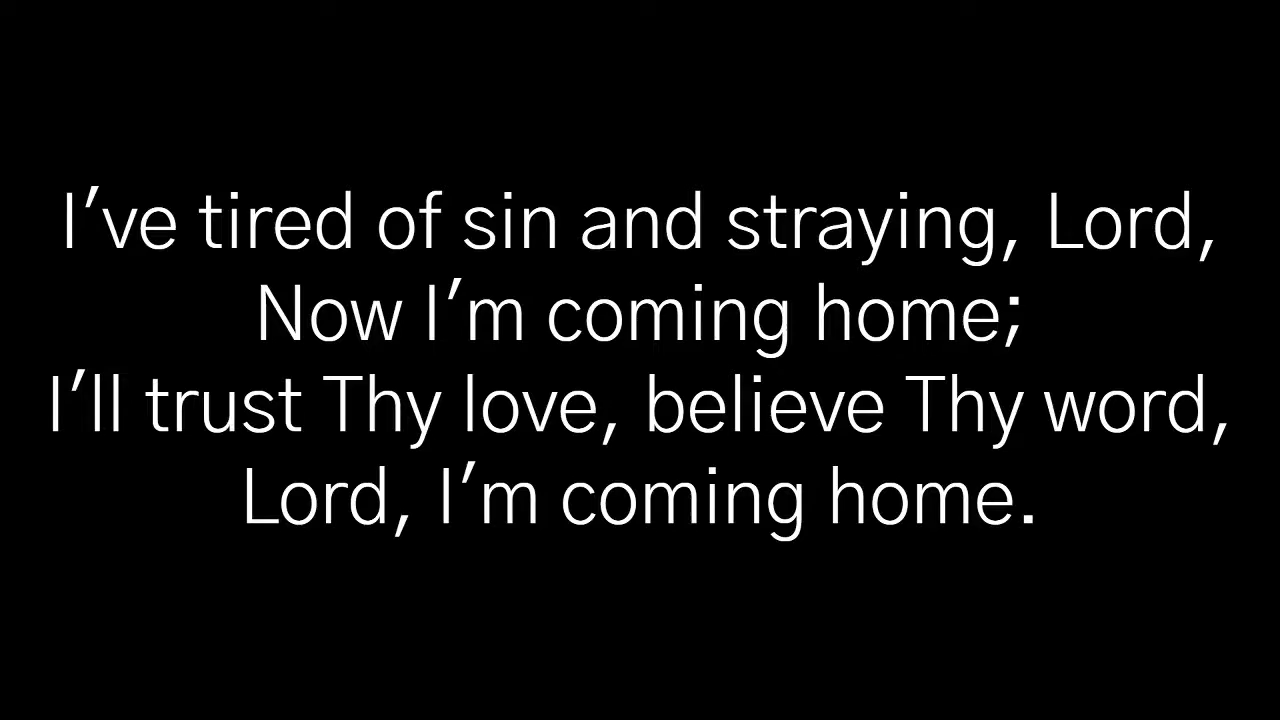 I've tired of sin and straying, Lord,
Now I'm coming home;
I'll trust Thy love, believe Thy word,
Lord, I'm coming home.